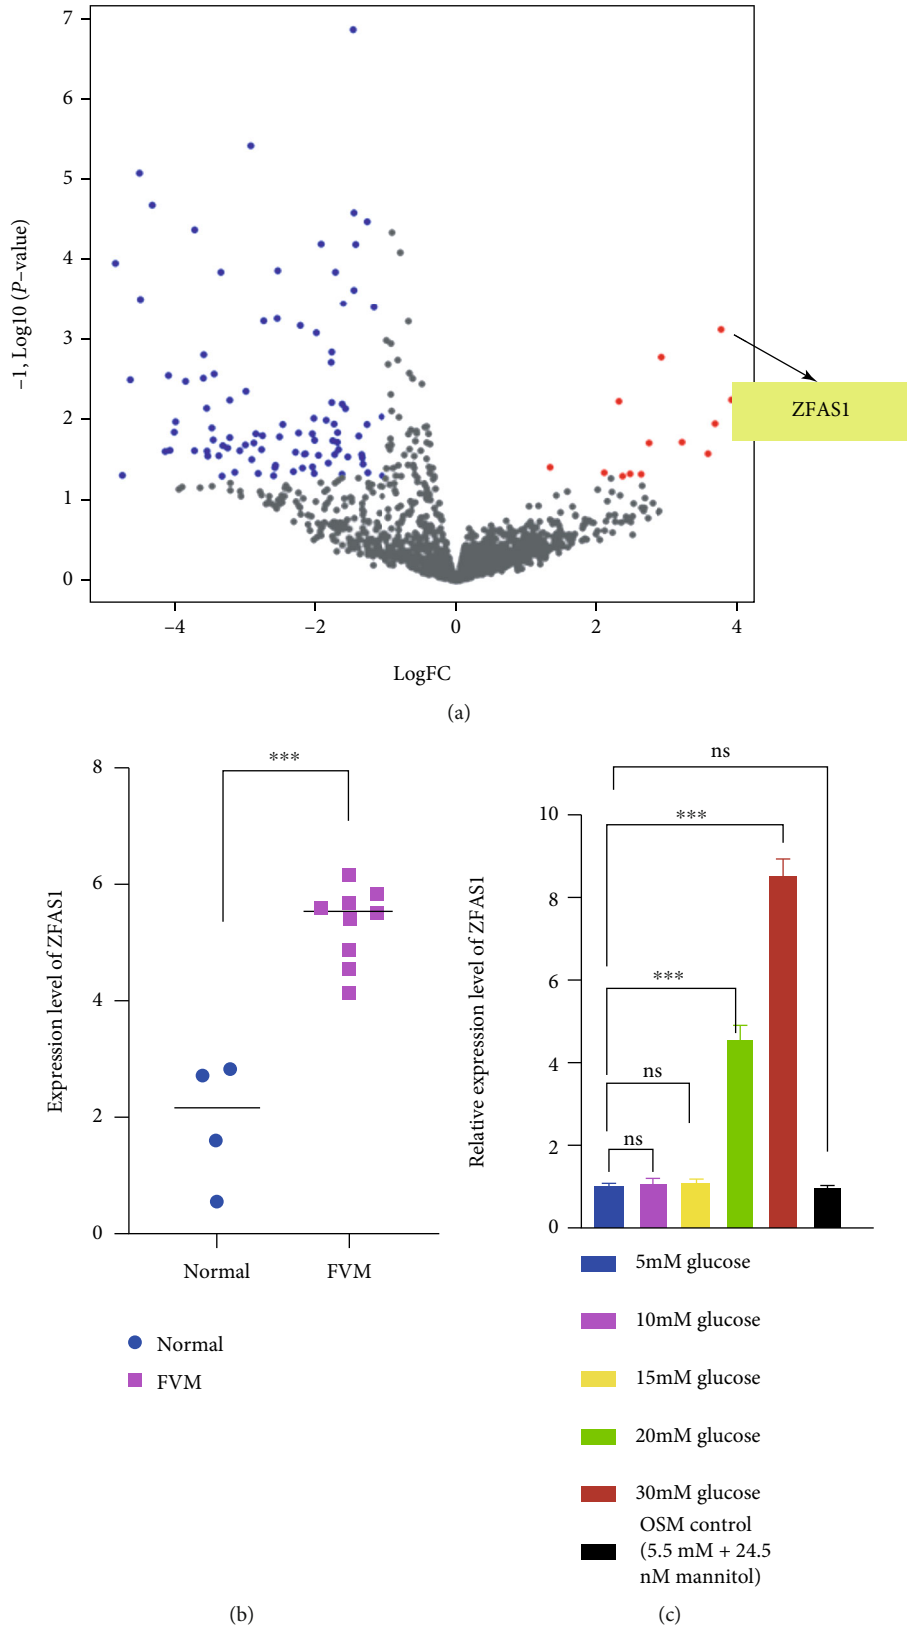 7
6
5
4
3
2
1
0
–1, Log10 (P–value)
ZFAS1
–4
–2
0
2
4
LogFC
(a)
8
6
4
2
0
Expression level of ZFAS1
***
Normal
FVM
Normal
FVM
(b)
10
8
6
4
2
0
Relative expression level of ZFAS1
ns
***
***
ns
ns
5mM glucose
10mM glucose
15mM glucose
20mM glucose
30mM glucose
OSM control
(5.5 mM + 24.5
nM mannitol)
(c)